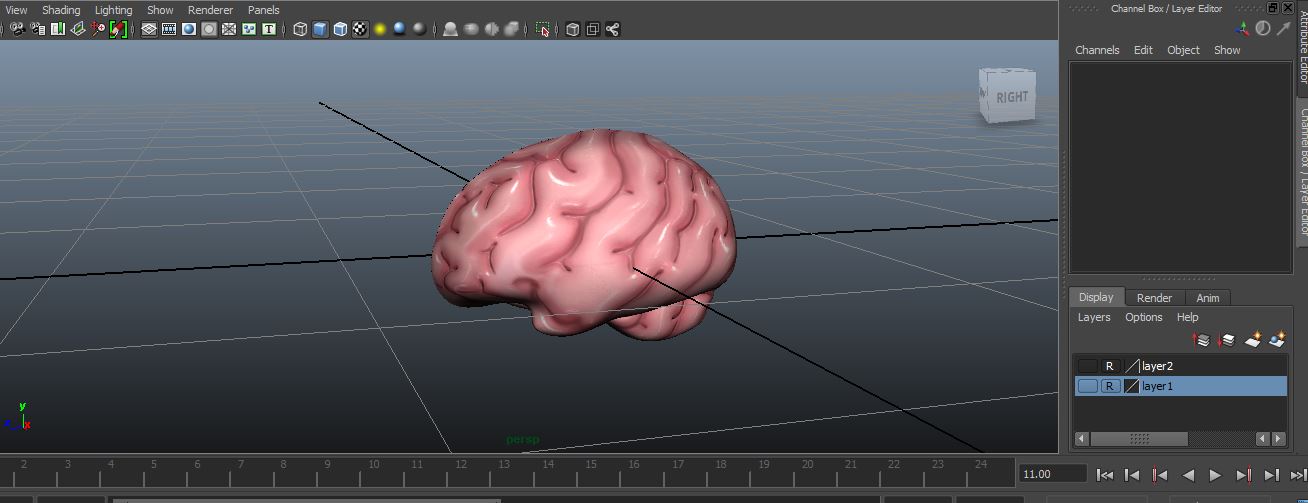 View Shading Lighting Show Renderer Panels
Channel Box / Layer Editor
Attribute Editor
Channels Edit Object Show
RIGHT
Channel Box / Layer Editor
Display Render Anim
Layers Options Help
R layer2
R layer1
y
x
persp
2 3 4 5 6 7 8 9 10 11 12 13 14 15 16 17 18 19 20 21 22 23 24
11.00